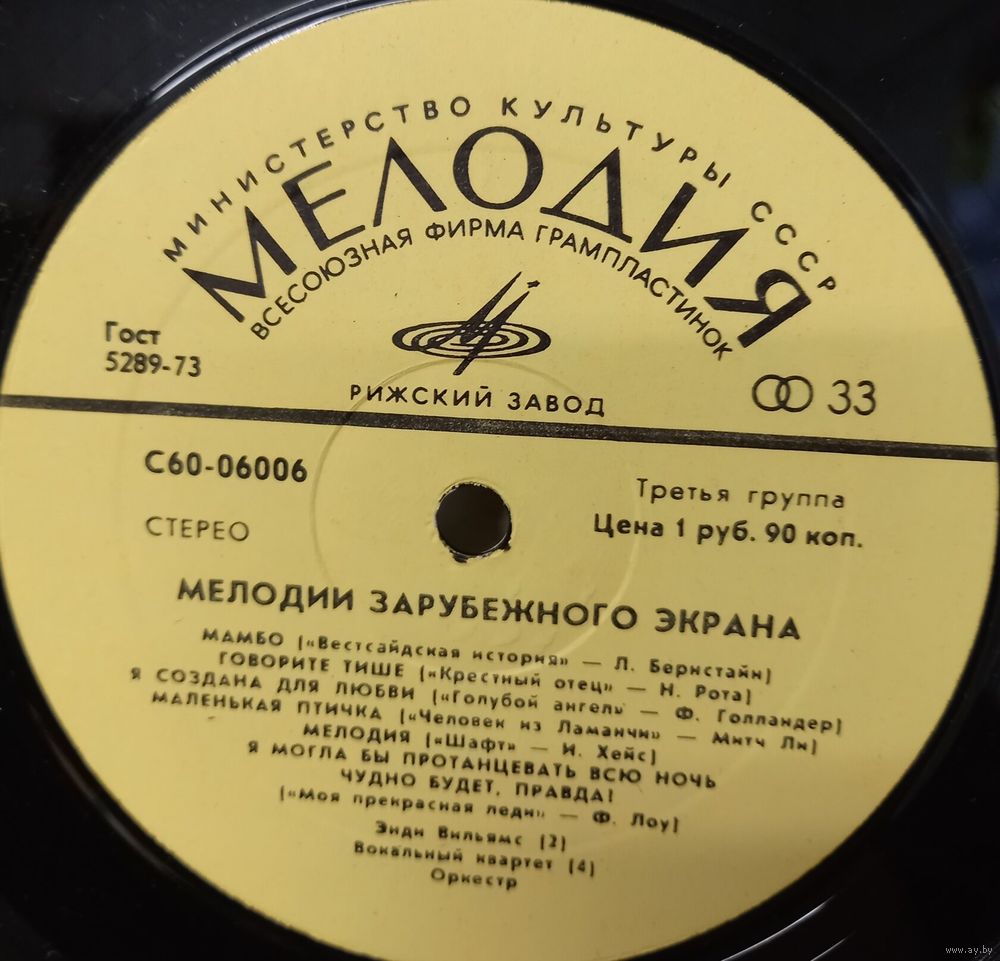 МИНИСТЕРСТВО КУЛЬТУРЫ СССР
МЕЛОДИЯ
ВСЕСОЮЗНАЯ ФИРМА ГРАМПЛАСТИНОК
Гост
5289-73
РИЖСКИЙ ЗАВОД
33
С60-06006
Третья группа
СТЕРЕО
Цена 1 руб. 90 коп.
МЕЛОДИИ ЗАРУБЕЖНОГО ЭКРАНА
МАМБО («Вестсайдская история» — Л. Бернстайн)
ГОВОРИТЕ ТИШЕ («Крестный отец» — Н. Рота)
Я СОЗДАНА ДЛЯ ЛЮБВИ («Голубой ангел» — Ф. Голландер)
МАЛЕНЬКАЯ ПТИЧКА («Человек из Ламанчи» — Митч Ли)
МЕЛОДИЯ («Шафт» — И. Хейс)
Я МОГЛА БЫ ПРОТАНЦЕВАТЬ ВСЮ НОЧЬ
ЧУДНО БУДЕТ, ПРАВДА!
(«Моя прекрасная леди» — Ф. Лоу)
Энди Вильямс (2)
Вокальный квартет (4)
Оркестр
www.ay.by